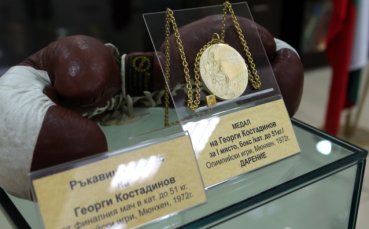 МЕДАЛ
на Георги Костадинов
за I място, бокс /кат. до 51кг./
Олимпийски игри, Мюнхен, 1972г.
ДАРЕНИЕ
Георги Костадинов
финалния мач в кат. до 51 кг.
игри, Мюнхен, 1972г.